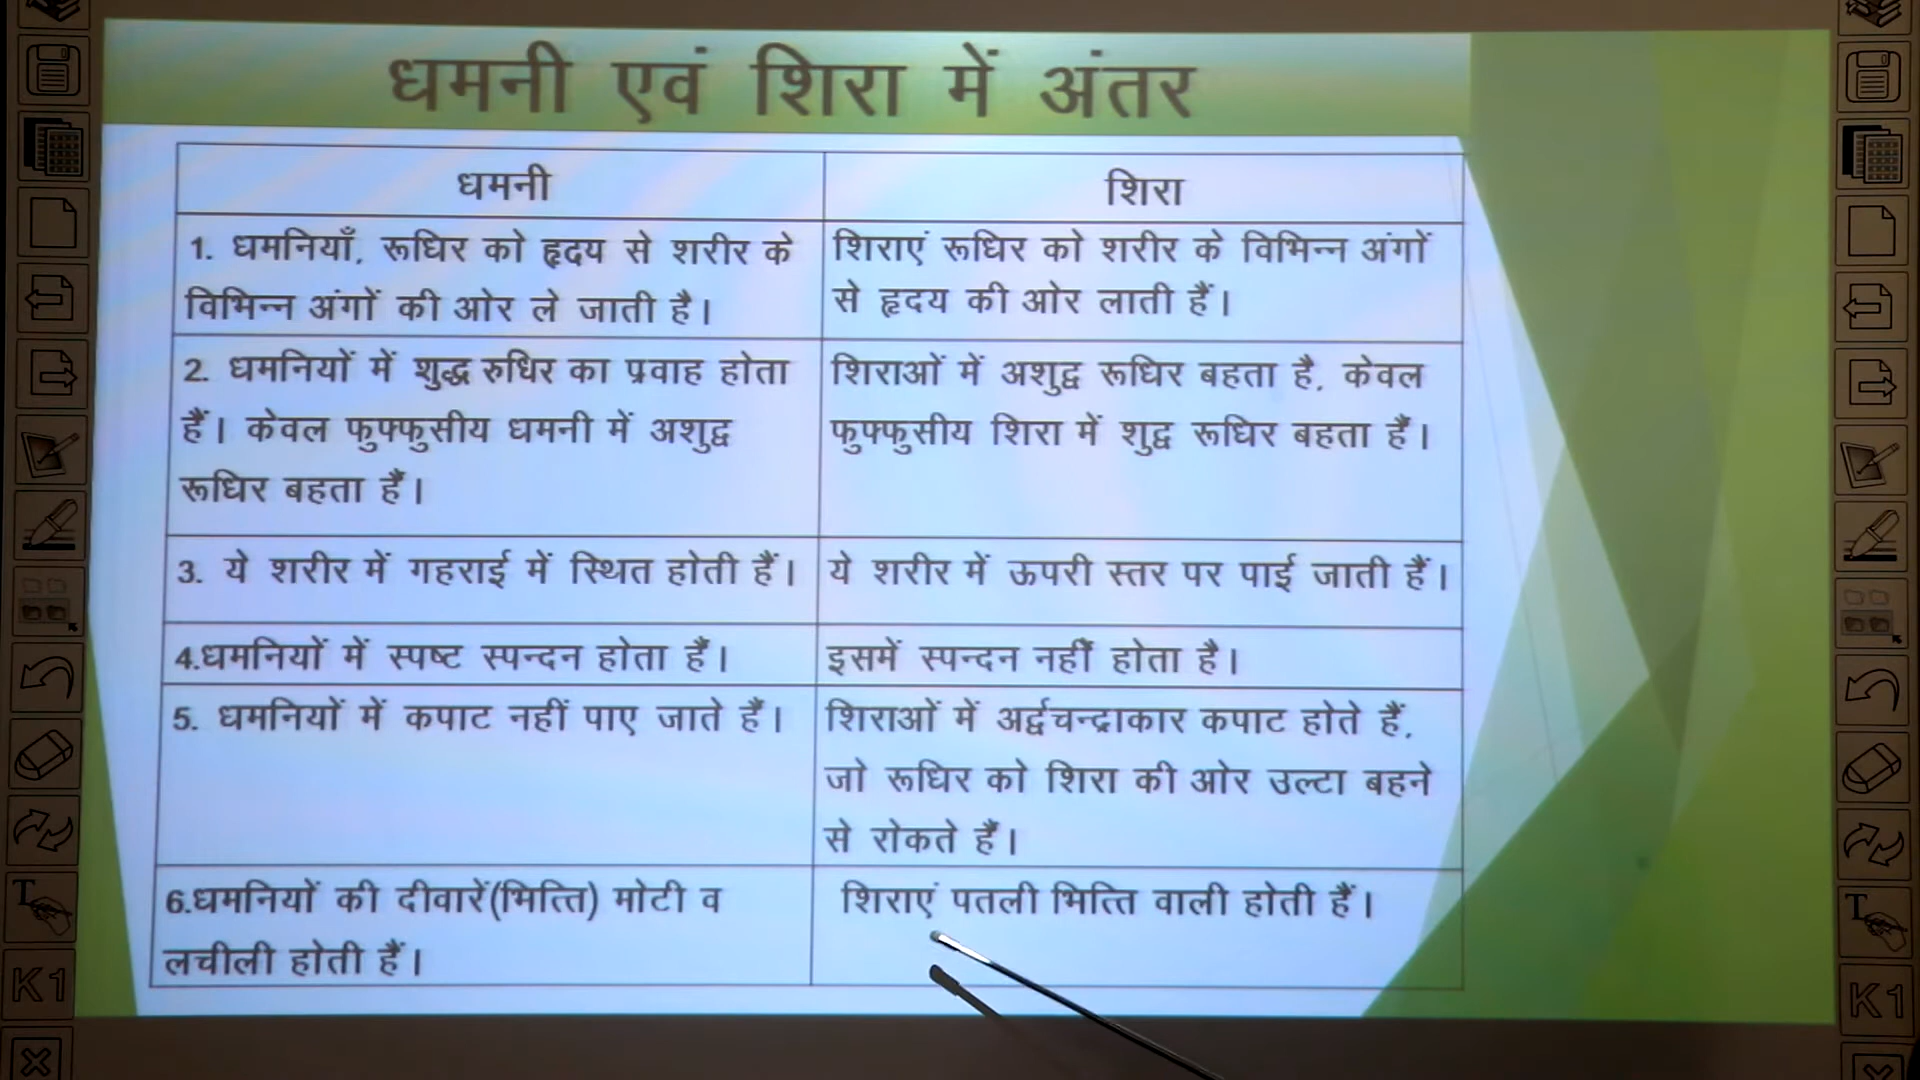 धमनी एवं शिरा में अंतर
धमनी
शिरा
1. धमनियाँ, रूधिर को हृदय से शरीर के
विभिन्न अंगों की ओर ले जाती है।
शिराएं रूधिर को शरीर के विभिन्न अंगों
से हृदय की ओर लाती हैं।
2. धमनियों में शुद्ध रुधिर का प्रवाह होता
हैं। केवल फुफ्फुसीय धमनी में अशुद्व
रूधिर बहता हैं।
शिराओं में अशुद्व रूधिर बहता है, केवल
फुफ्फुसीय शिरा में शुद्व रूधिर बहता हैं।
3. ये शरीर में गहराई में स्थित होती हैं।
ये शरीर में ऊपरी स्तर पर पाई जाती हैं।
4.धमनियों में स्पष्ट स्पन्दन होता हैं।
इसमें स्पन्दन नहीं होता है।
5. धमनियों में कपाट नहीं पाए जाते हैं।
शिराओं में अर्द्वचन्द्राकार कपाट होते हैं,
जो रूधिर को शिरा की ओर उल्टा बहने
से रोकते हैं।
6.धमनियों की दीवारें(भित्ति) मोटी व
लचीली होती हैं।
शिराएं पतली भित्ति वाली होती हैं।
T
K1
T
K1